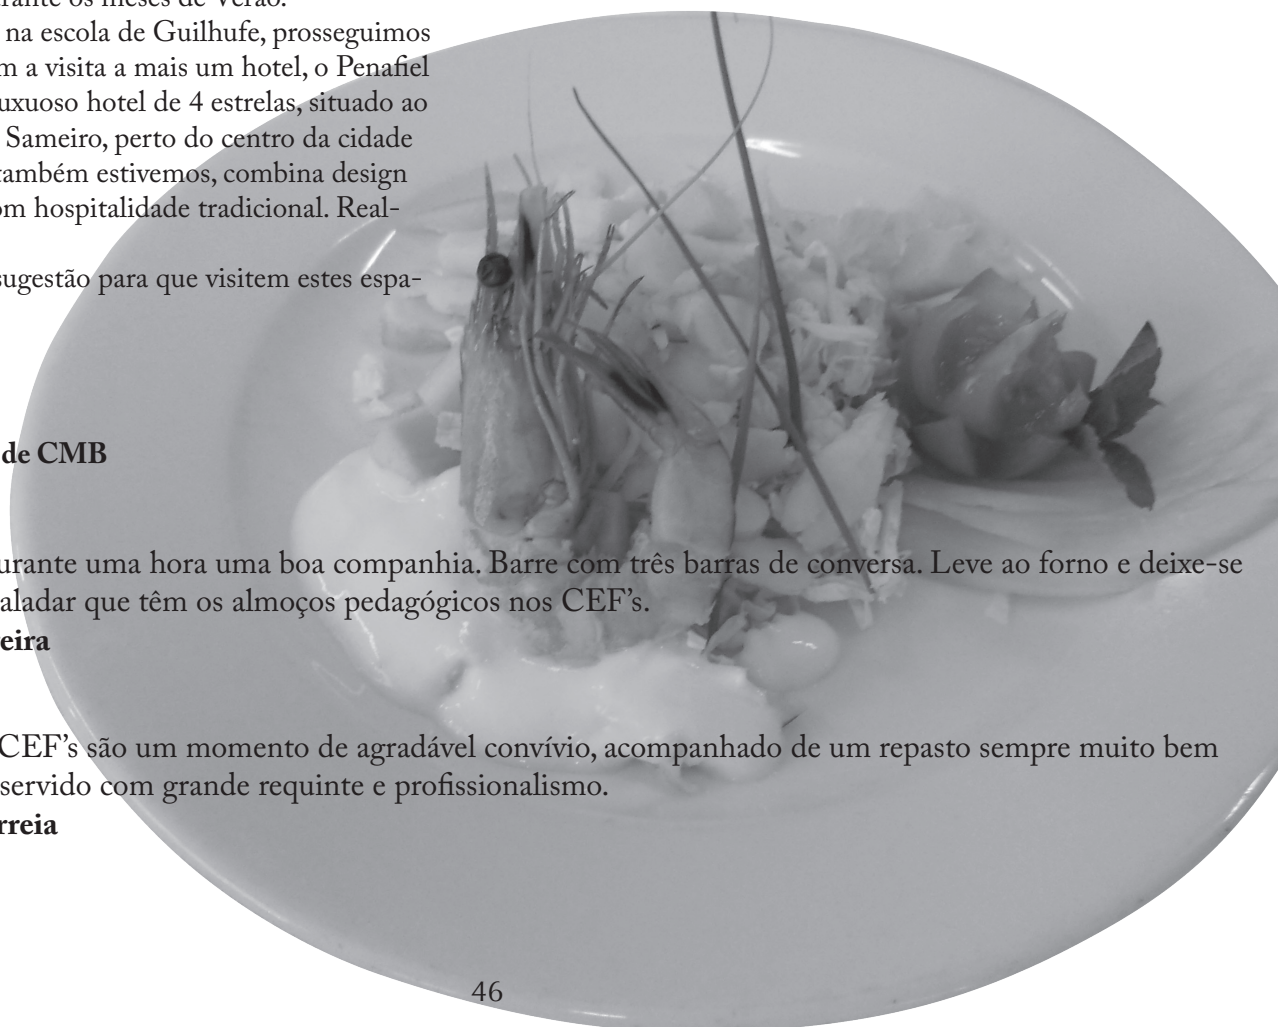 urante os meses de Verão.
na escola de Guilhufe, prosseguimos
m a visita a mais um hotel, o Penafiel
uxuoso hotel de 4 estrelas, situado ao
Sameiro, perto do centro da cidade
também estivemos, combina design
om hospitalidade tradicional. Real-
sugestão para que visitem estes espa-
de CMB
urante uma hora uma boa companhia. Barre com três barras de conversa. Leve ao forno e deixe-se
aladar que têm os almoços pedagógicos nos CEF's.
eira
CEF's são um momento de agradável convívio, acompanhado de um repasto sempre muito bem
servido com grande requinte e profissionalismo.
rreia
46